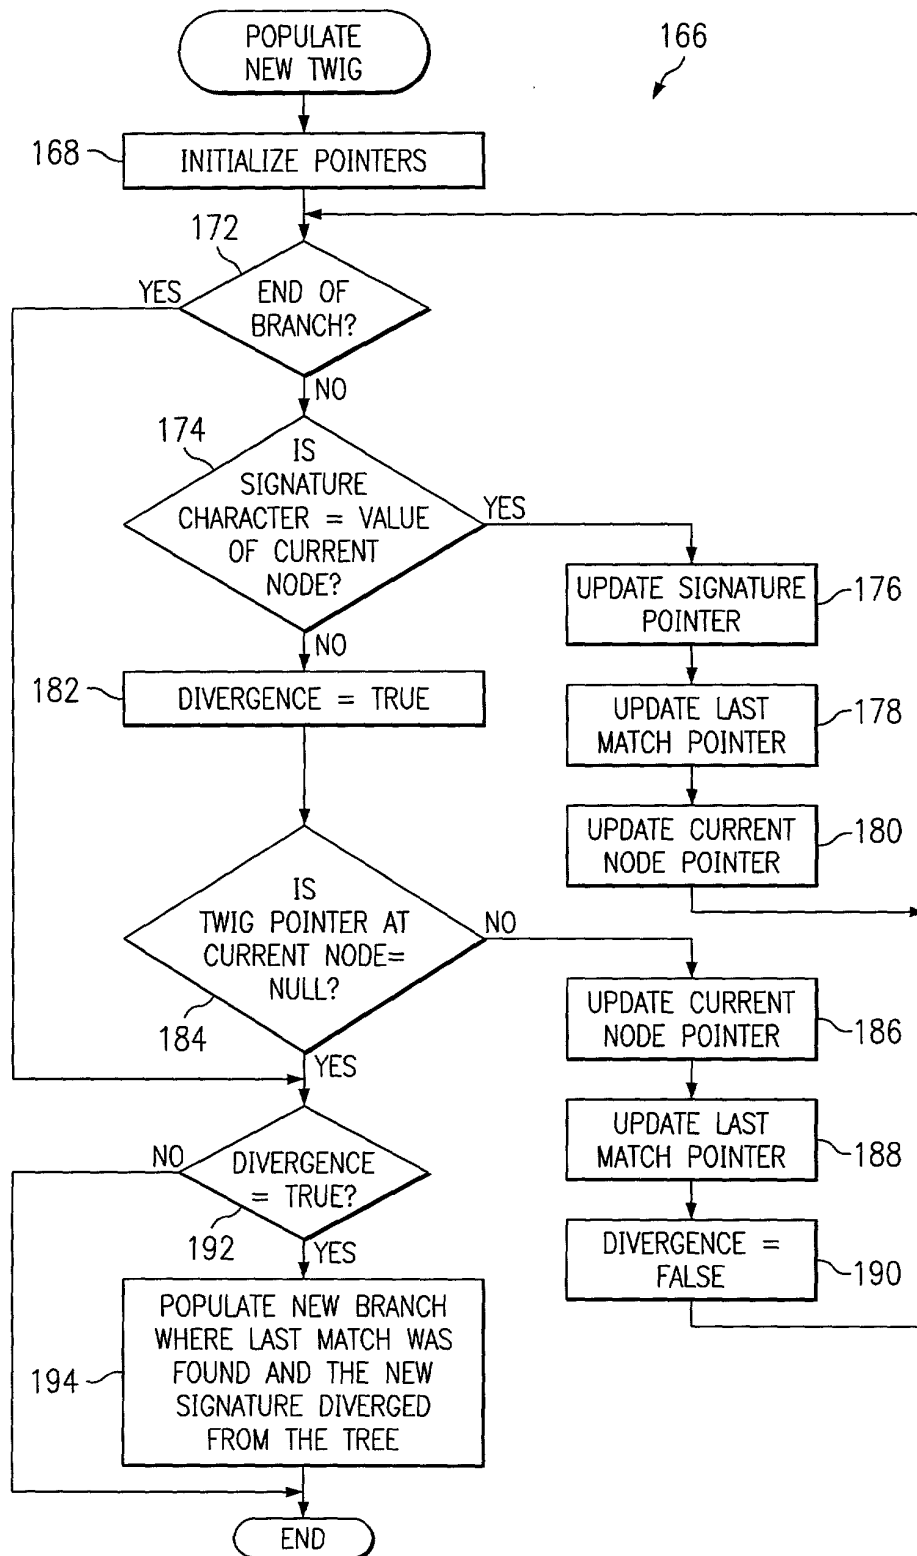 POPULATE
NEW TWIG
166
168
INITIALIZE POINTERS
172
YES
END OF
BRANCH?
NO
174
IS
SIGNATURE
CHARACTER = VALUE
OF CURRENT
NODE?
YES
NO
UPDATE SIGNATURE
POINTER
176
182
DIVERGENCE = TRUE
UPDATE LAST
MATCH POINTER
178
UPDATE CURRENT
NODE POINTER
180
IS
TWIG POINTER AT
CURRENT NODE=
NULL?
NO
184
YES
UPDATE CURRENT
NODE POINTER
186
UPDATE LAST
MATCH POINTER
188
NO
DIVERGENCE
= TRUE?
192
YES
DIVERGENCE =
FALSE
190
POPULATE NEW BRANCH
WHERE LAST MATCH WAS
FOUND AND THE NEW
SIGNATURE DIVERGED
FROM THE TREE
194
END